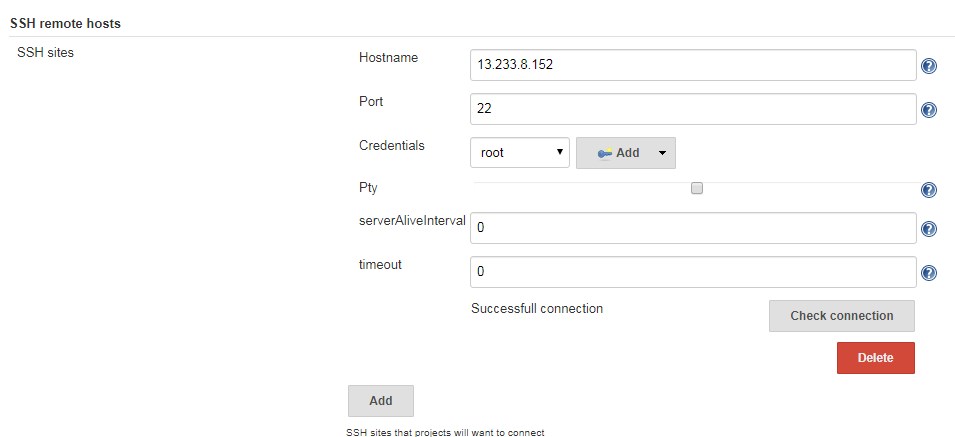 SSH remote hosts
SSH sites
Hostname
13.233.8.152
Port
22
Credentials
root
Add
Pty
serverAliveInterval
0
timeout
0
Successfull connection
Check connection
Delete
Add
SSH sites that projects will want to connect